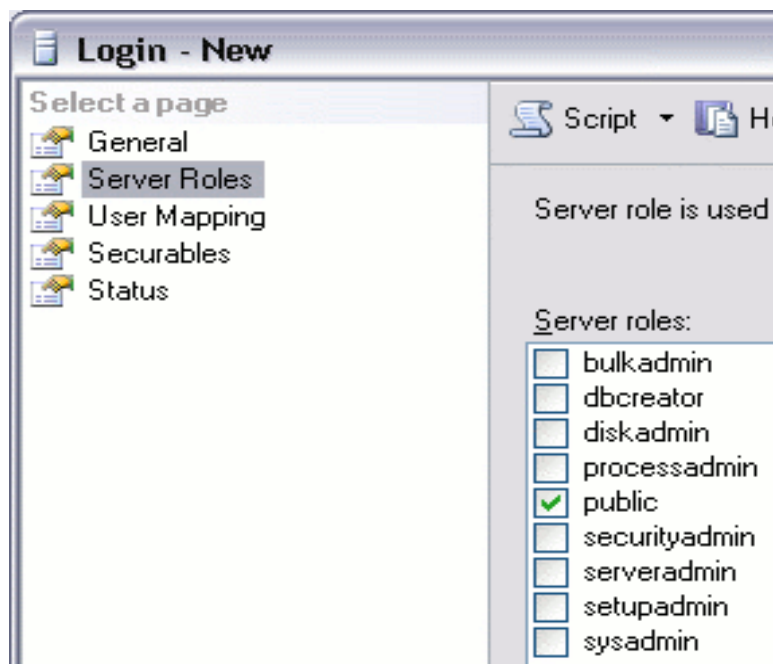 Login - New
Select a page
General
Server Roles
User Mapping
Securables
Status
Script
Server role is used
Server roles:
bulkadmin
dbcreator
diskadmin
processadmin
public
securityadmin
serveradmin
setupadmin
sysadmin